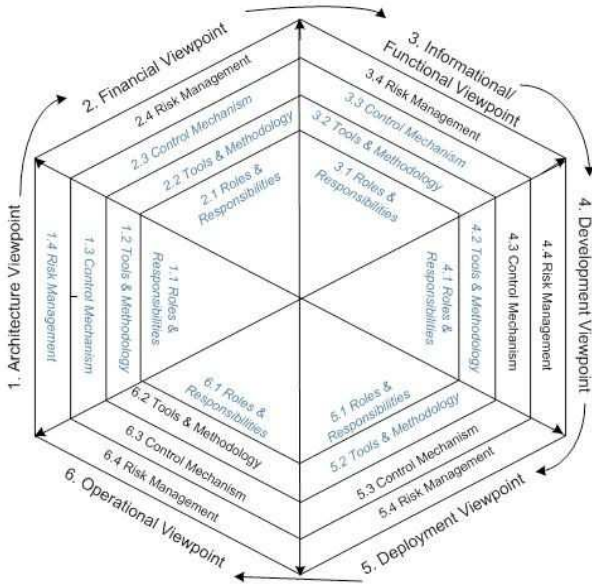 1. Architecture Viewpoint
1.4 Risk Management
1.3 Control Mechanism
1.2 Tools & Methodology
1.1 Roles &
Responsibilities
2. Financial Viewpoint
2.4 Risk Management
2.3 Control Mechanism
2.2 Tools & Methodology
2.1 Roles &
Responsibilities
3. Informational/
Functional Viewpoint
3.4 Risk Management
3.3 Control Mechanism
3.2 Tools & Methodology
3.1 Roles &
Responsibilities
4. Development Viewpoint
4.4 Risk Management
4.3 Control Mechanism
4.2 Tools & Methodology
4.1 Roles &
Responsibilities
5.1 Roles &
Responsibilities
5.2 Tools & Methodology
5.3 Control Mechanism
5.4 Risk Management
5. Deployment Viewpoint
6.1 Roles &
Responsibilities
6.2 Tools & Methodology
6.3 Control Mechanism
6.4 Risk Management
6. Operational Viewpoint